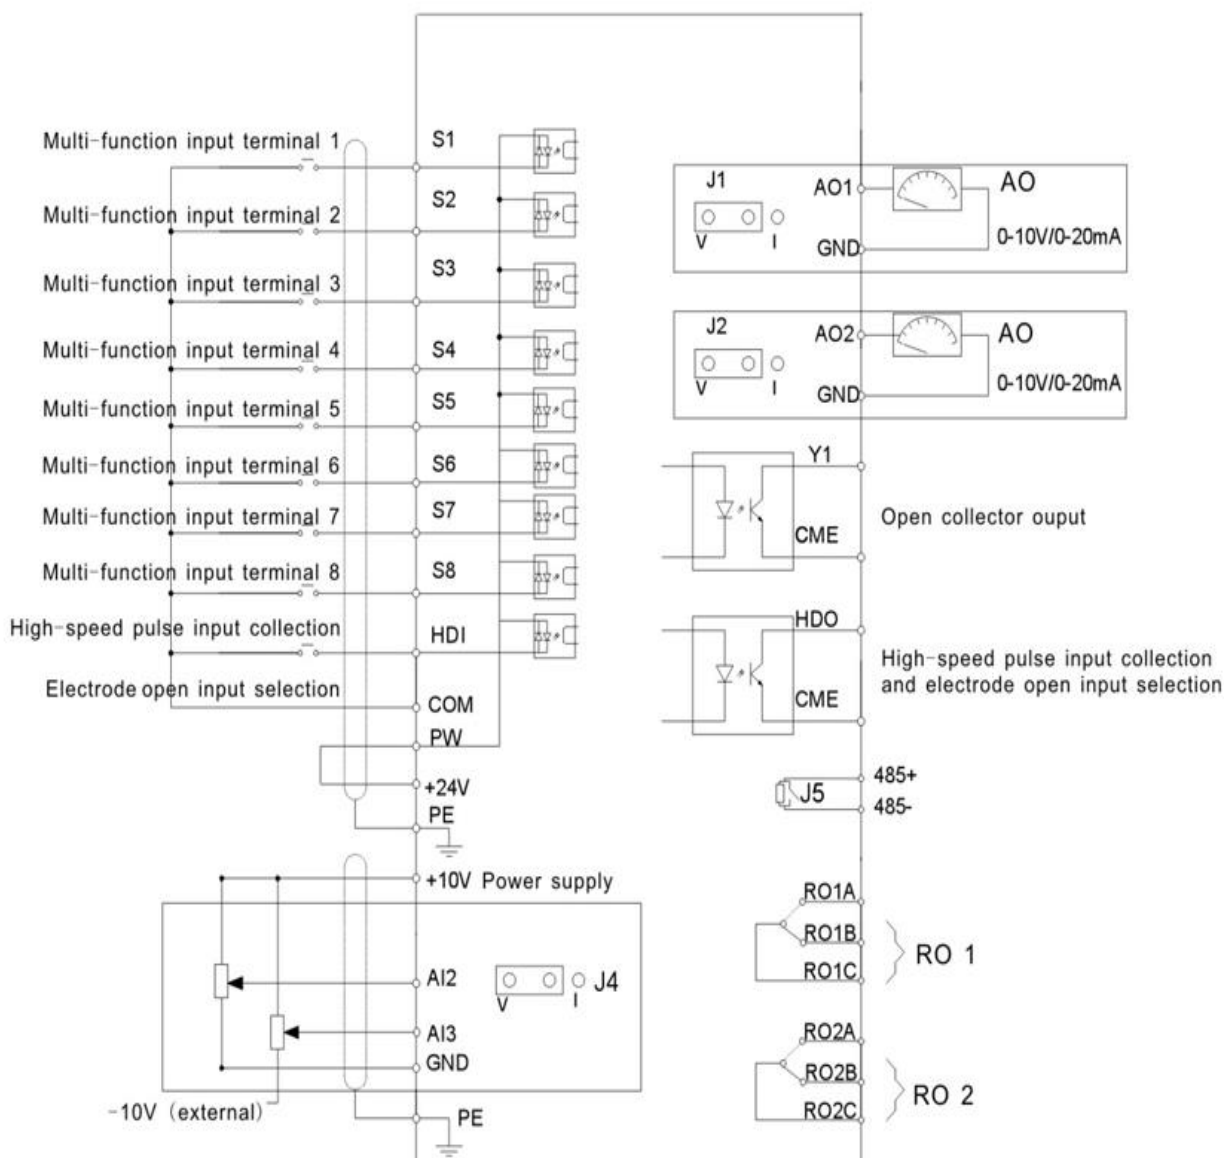 Multi-function input terminal 1
S1
Multi-function input terminal 2
S2
Multi-function input terminal 3
S3
Multi-function input terminal 4
S4
Multi-function input terminal 5
S5
Multi-function input terminal 6
S6
Multi-function input terminal 7
S7
Multi-function input terminal 8
S8
High-speed pulse input collection
HDI
Electrode open input selection
COM
PW
+24V
PE
+10V Power supply
AI2
V
I
J4
AI3
GND
-10V (external)
PE
J1
V
I
AO1
GND
AO
0-10V/0-20mA
J2
V
I
AO2
GND
AO
0-10V/0-20mA
Y1
CME
Open collector ouput
HDO
CME
High-speed pulse input collection
and electrode open input selection
J5
485+
485-
RO1A
RO1B
RO1C
RO 1
RO2A
RO2B
RO2C
RO 2